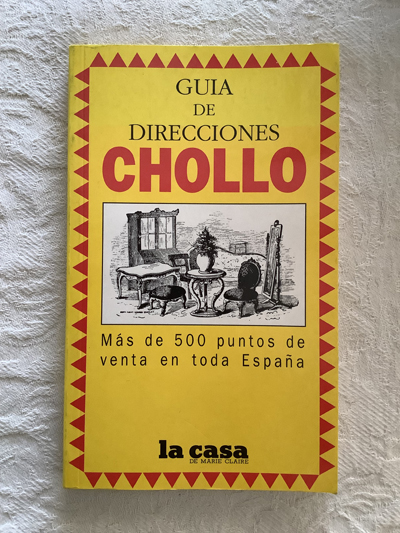 GUIA
DE
DIRECCIONES
CHOLLO
Más de 500 puntos de
venta en toda España
la casa
DE MARIE CLAIRE